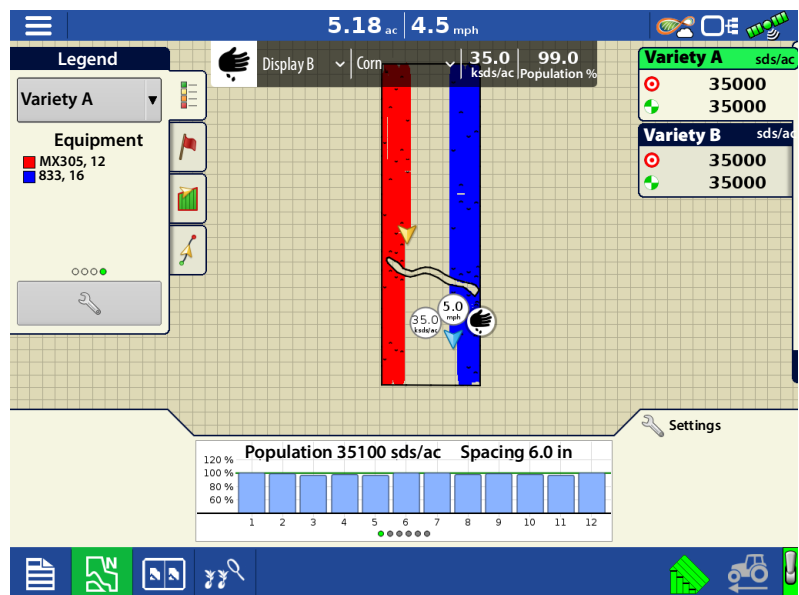 5.18 ac 4.5 mph
Legend
Variety A
Equipment
MX305, 12
833, 16
Display B Corn 35.0 ksds/ac 99.0 Population %
35.0 ksds/ac
5.0 mph
Variety A sds/ac
35000
35000
Variety B sds/ac
35000
35000
Settings
Population 35100 sds/ac Spacing 6.0 in
120 %
100 %
80 %
60 %
1 2 3 4 5 6 7 8 9 10 11 12
N